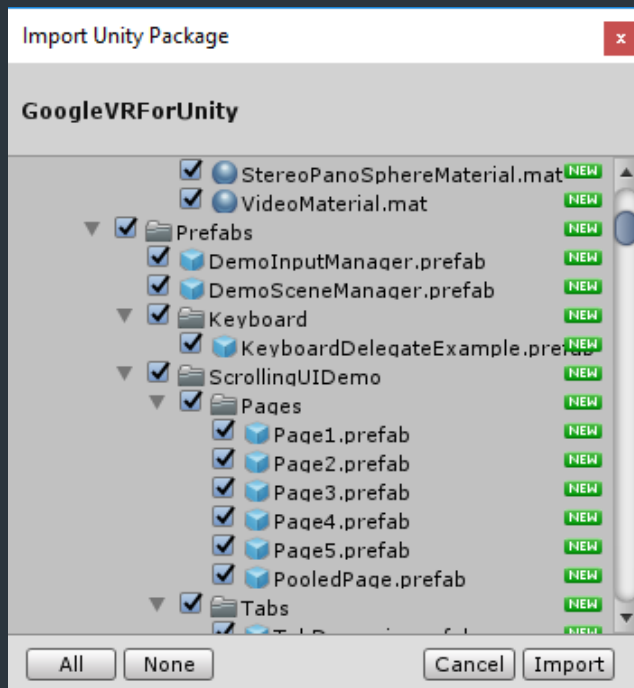 Import Unity Package
x
GoogleVRForUnity
StereoPanoSphereMaterial.mat NEW
VideoMaterial.mat NEW
Prefabs NEW
DemoInputManager.prefab NEW
DemoSceneManager.prefab NEW
Keyboard NEW
KeyboardDelegateExample.prefab NEW
ScrollingUIDemo NEW
Pages NEW
Page1.prefab NEW
Page2.prefab NEW
Page3.prefab NEW
Page4.prefab NEW
Page5.prefab NEW
PooledPage.prefab NEW
Tabs NEW
NEW
All None Cancel Import